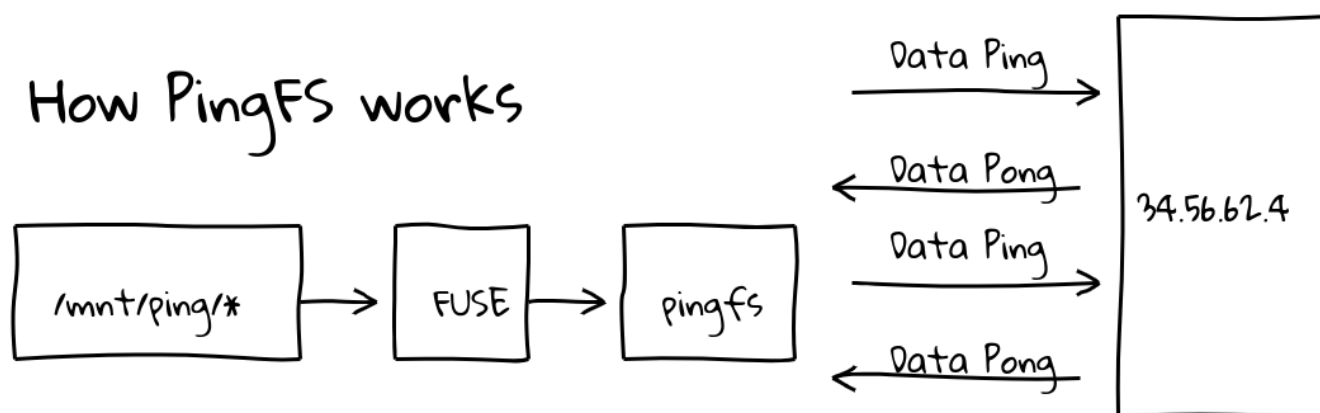 How PingFS works
/mnt/ping/*
FUSE
pingfs
Data Ping
Data Pong
Data Ping
Data Pong
34.56.62.4